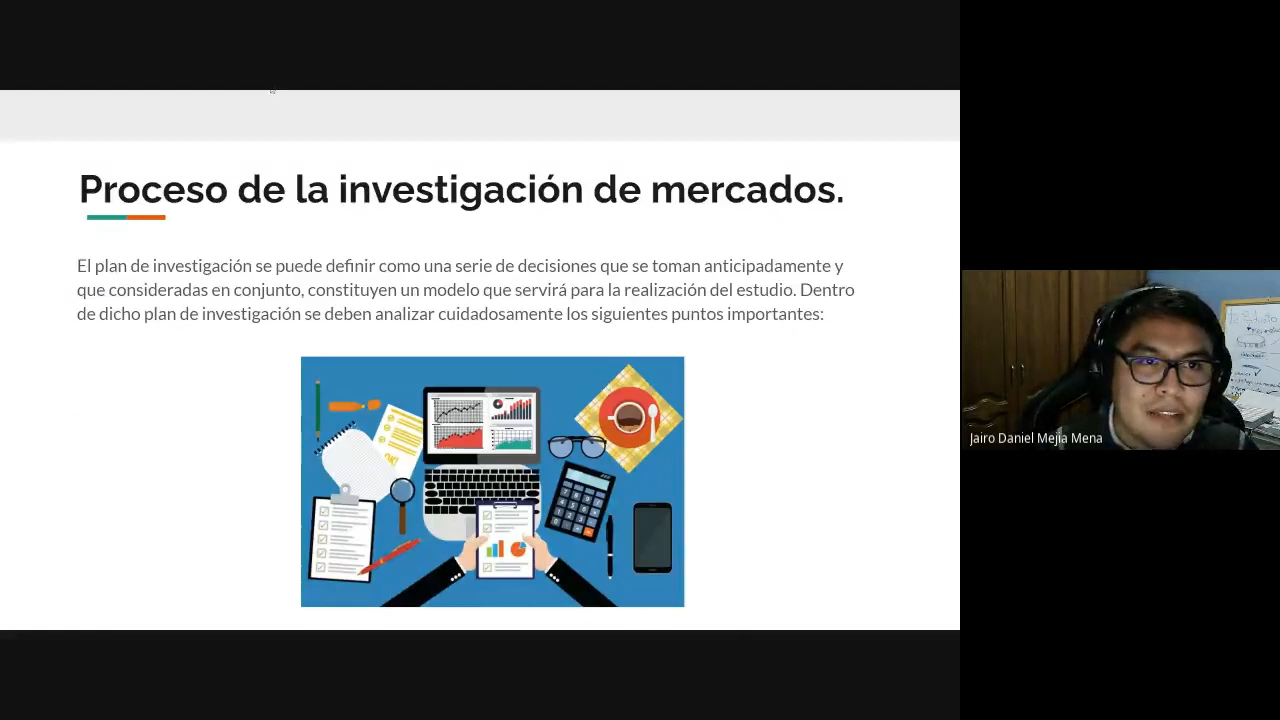 Proceso de la investigación de mercados.
El plan de investigación se puede definir como una serie de decisiones que se toman anticipadamente y
que consideradas en conjunto, constituyen un modelo que servirá para la realización del estudio. Dentro
de dicho plan de investigación se deben analizar cuidadosamente los siguientes puntos importantes:
OK!
Jairo Daniel Mejia Mena